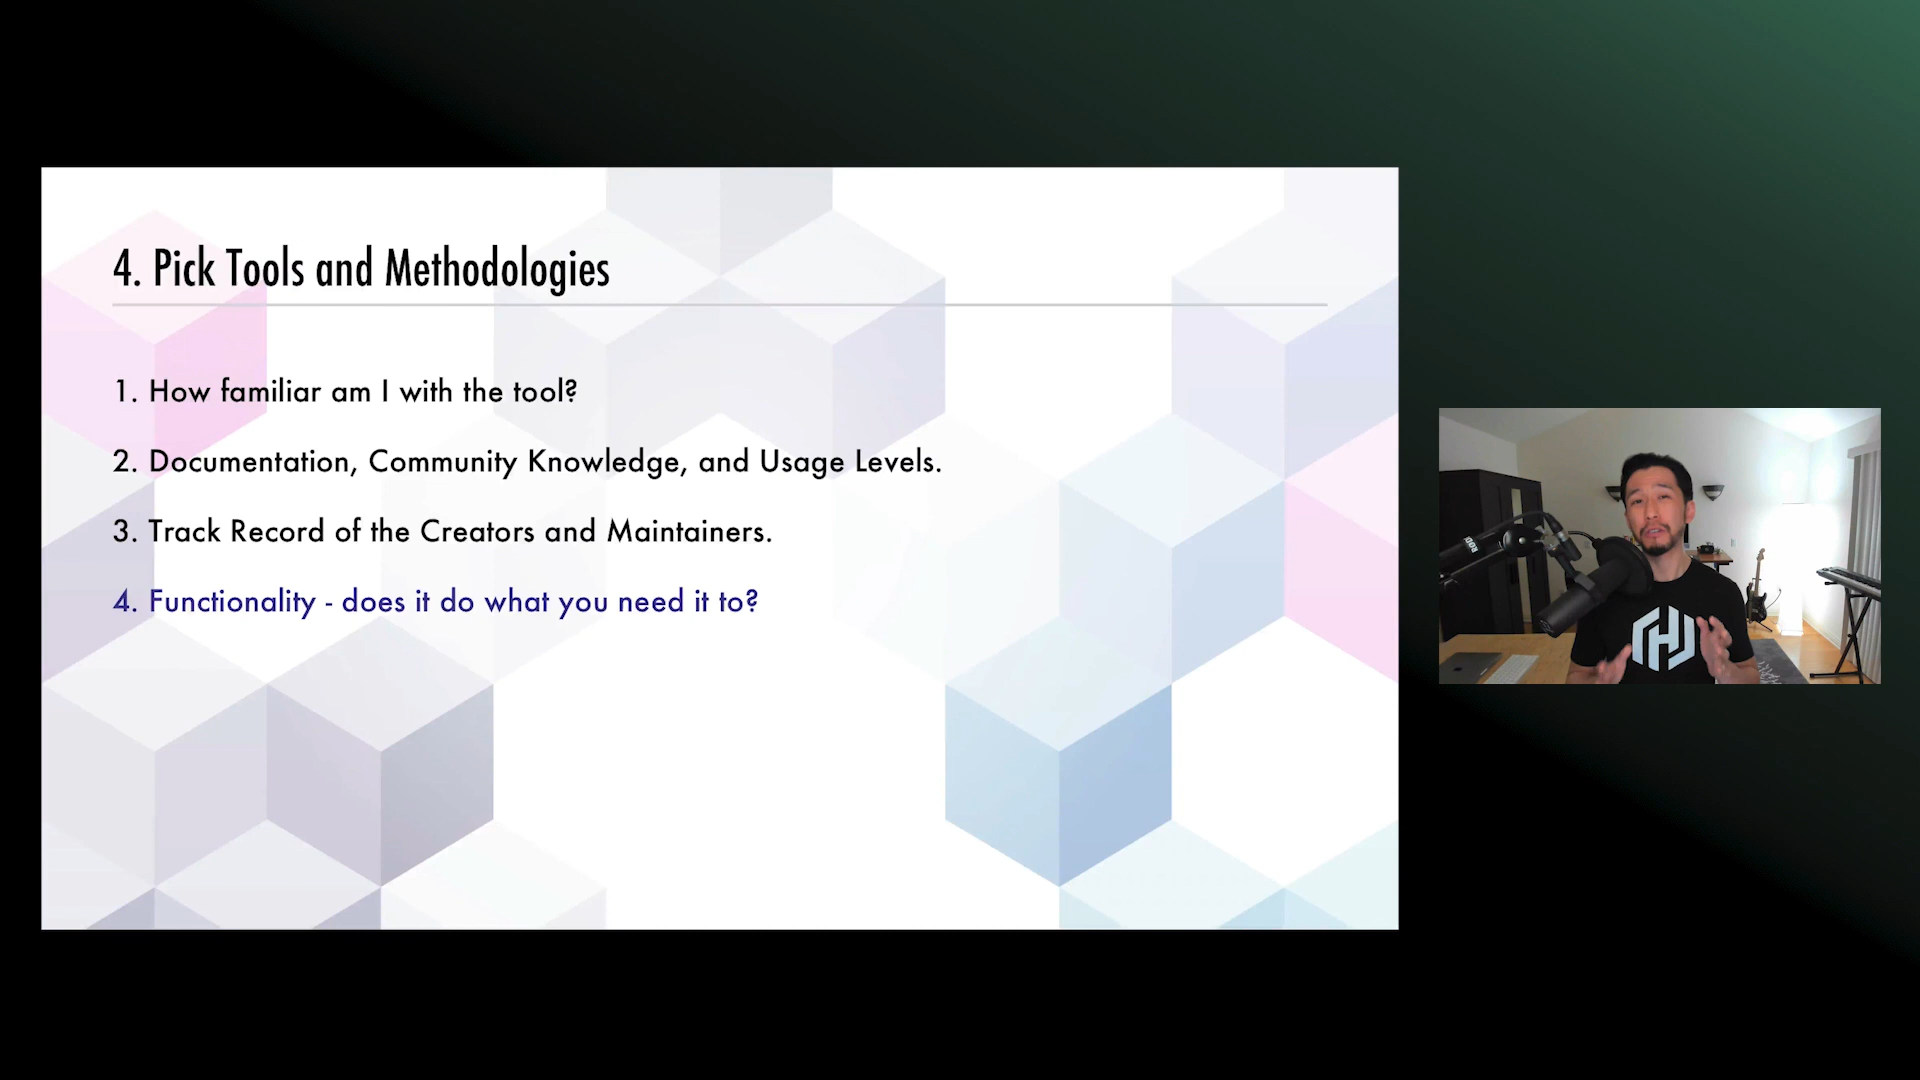 4. Pick Tools and Methodologies
1. How familiar am I with the tool?
2. Documentation, Community Knowledge, and Usage Levels.
3. Track Record of the Creators and Maintainers.
4. Functionality - does it do what you need it to?
RODE